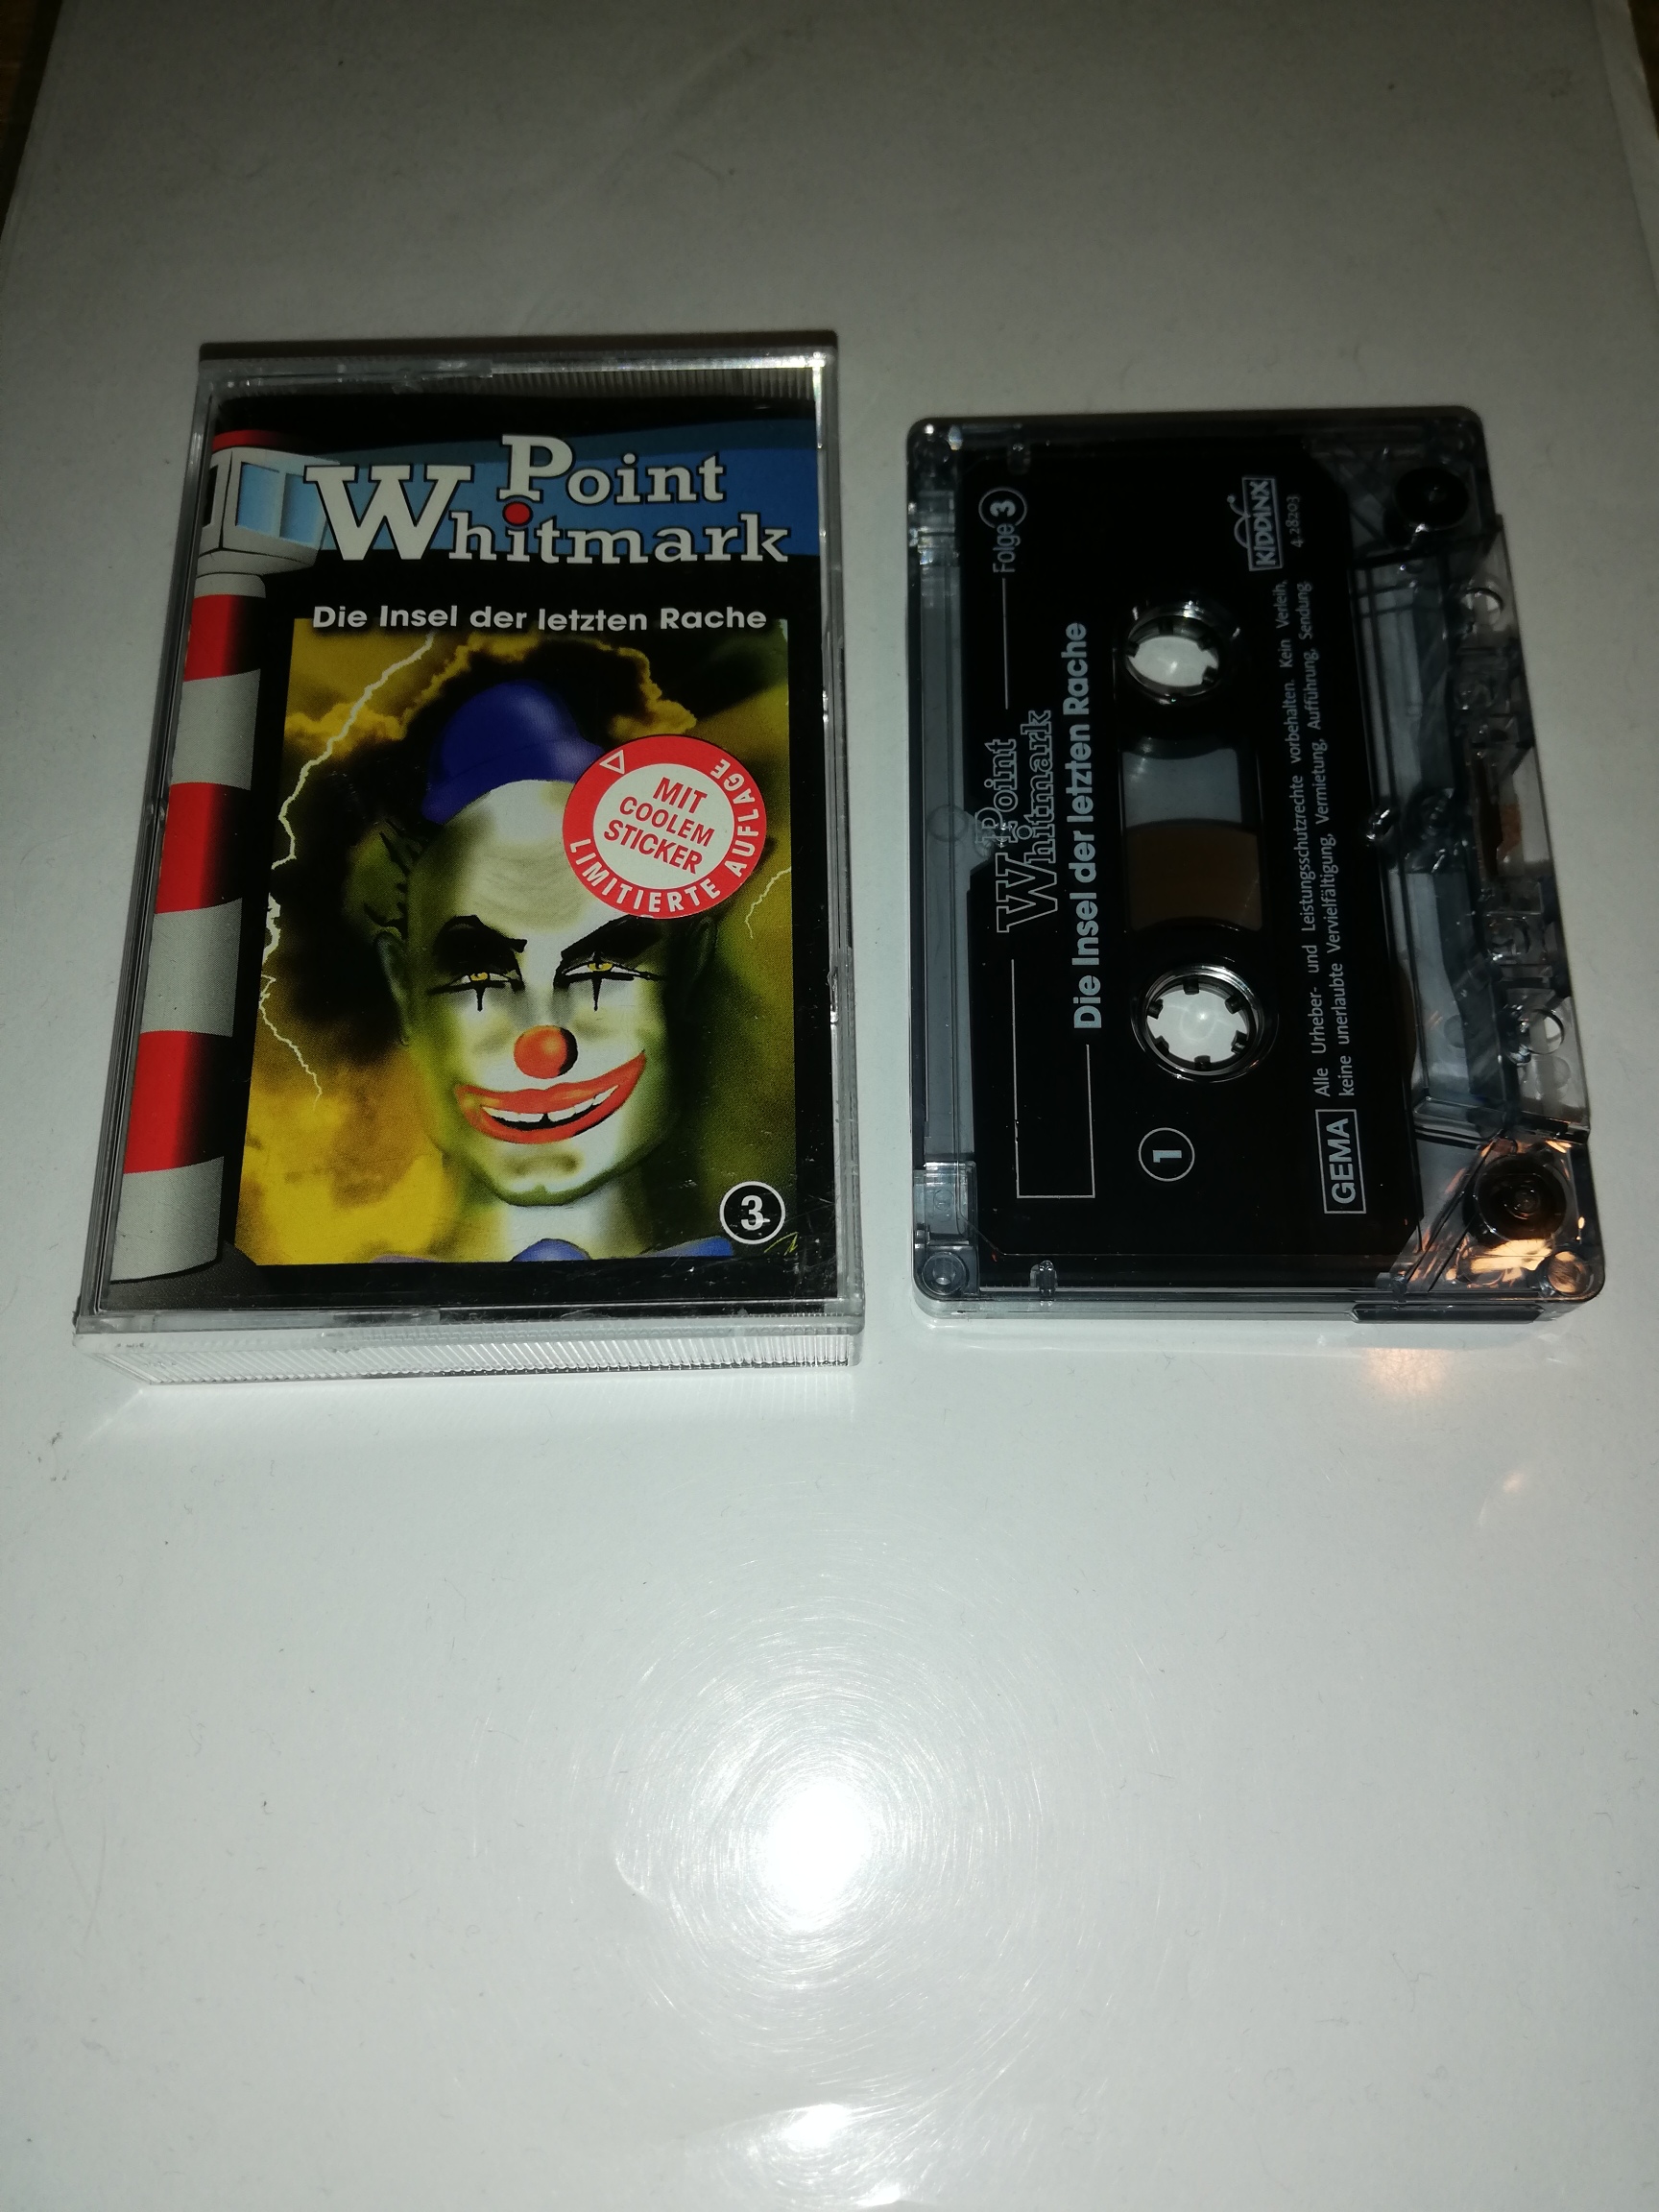 Point
Whitmark
Die Insel der letzten Rache
MIT
COOLEM
STICKER
LIMITIERTE AUFLAGE
3
Point
Whitmark
Folge 3
Die Insel der letzten Rache
1
GEMA
Alle Urheber- und Leistungsschutzrechte vorbehalten. Kein Verleih,
keine unerlaubte Vervielfältigung, Vermietung, Aufführung, Sendung
KIDDINX
4 28203